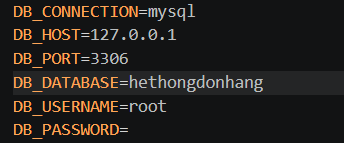 DB_CONNECTION=mysql
DB_HOST=127.0.0.1
DB_PORT=3306
DB_DATABASE=hethongdonhang
DB_USERNAME=root
DB_PASSWORD=